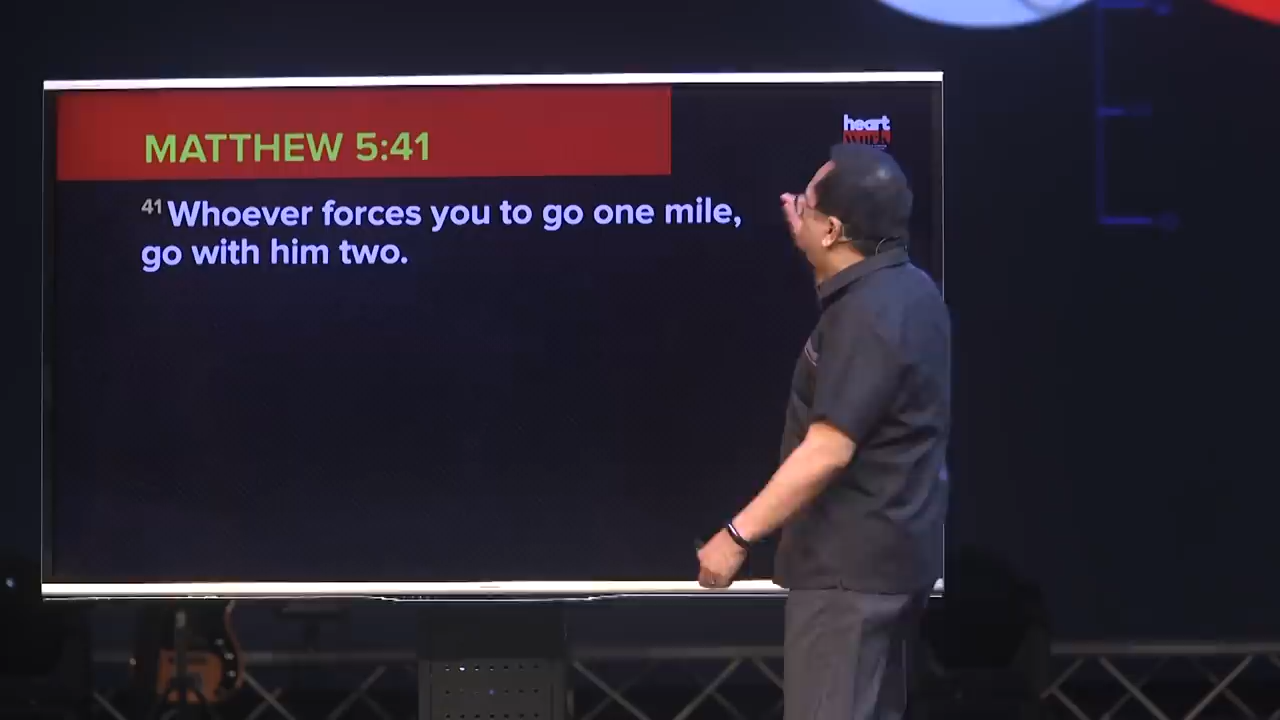 MATTHEW 5:41
heart
41 Whoever forces you to go one mile,
go with him two.